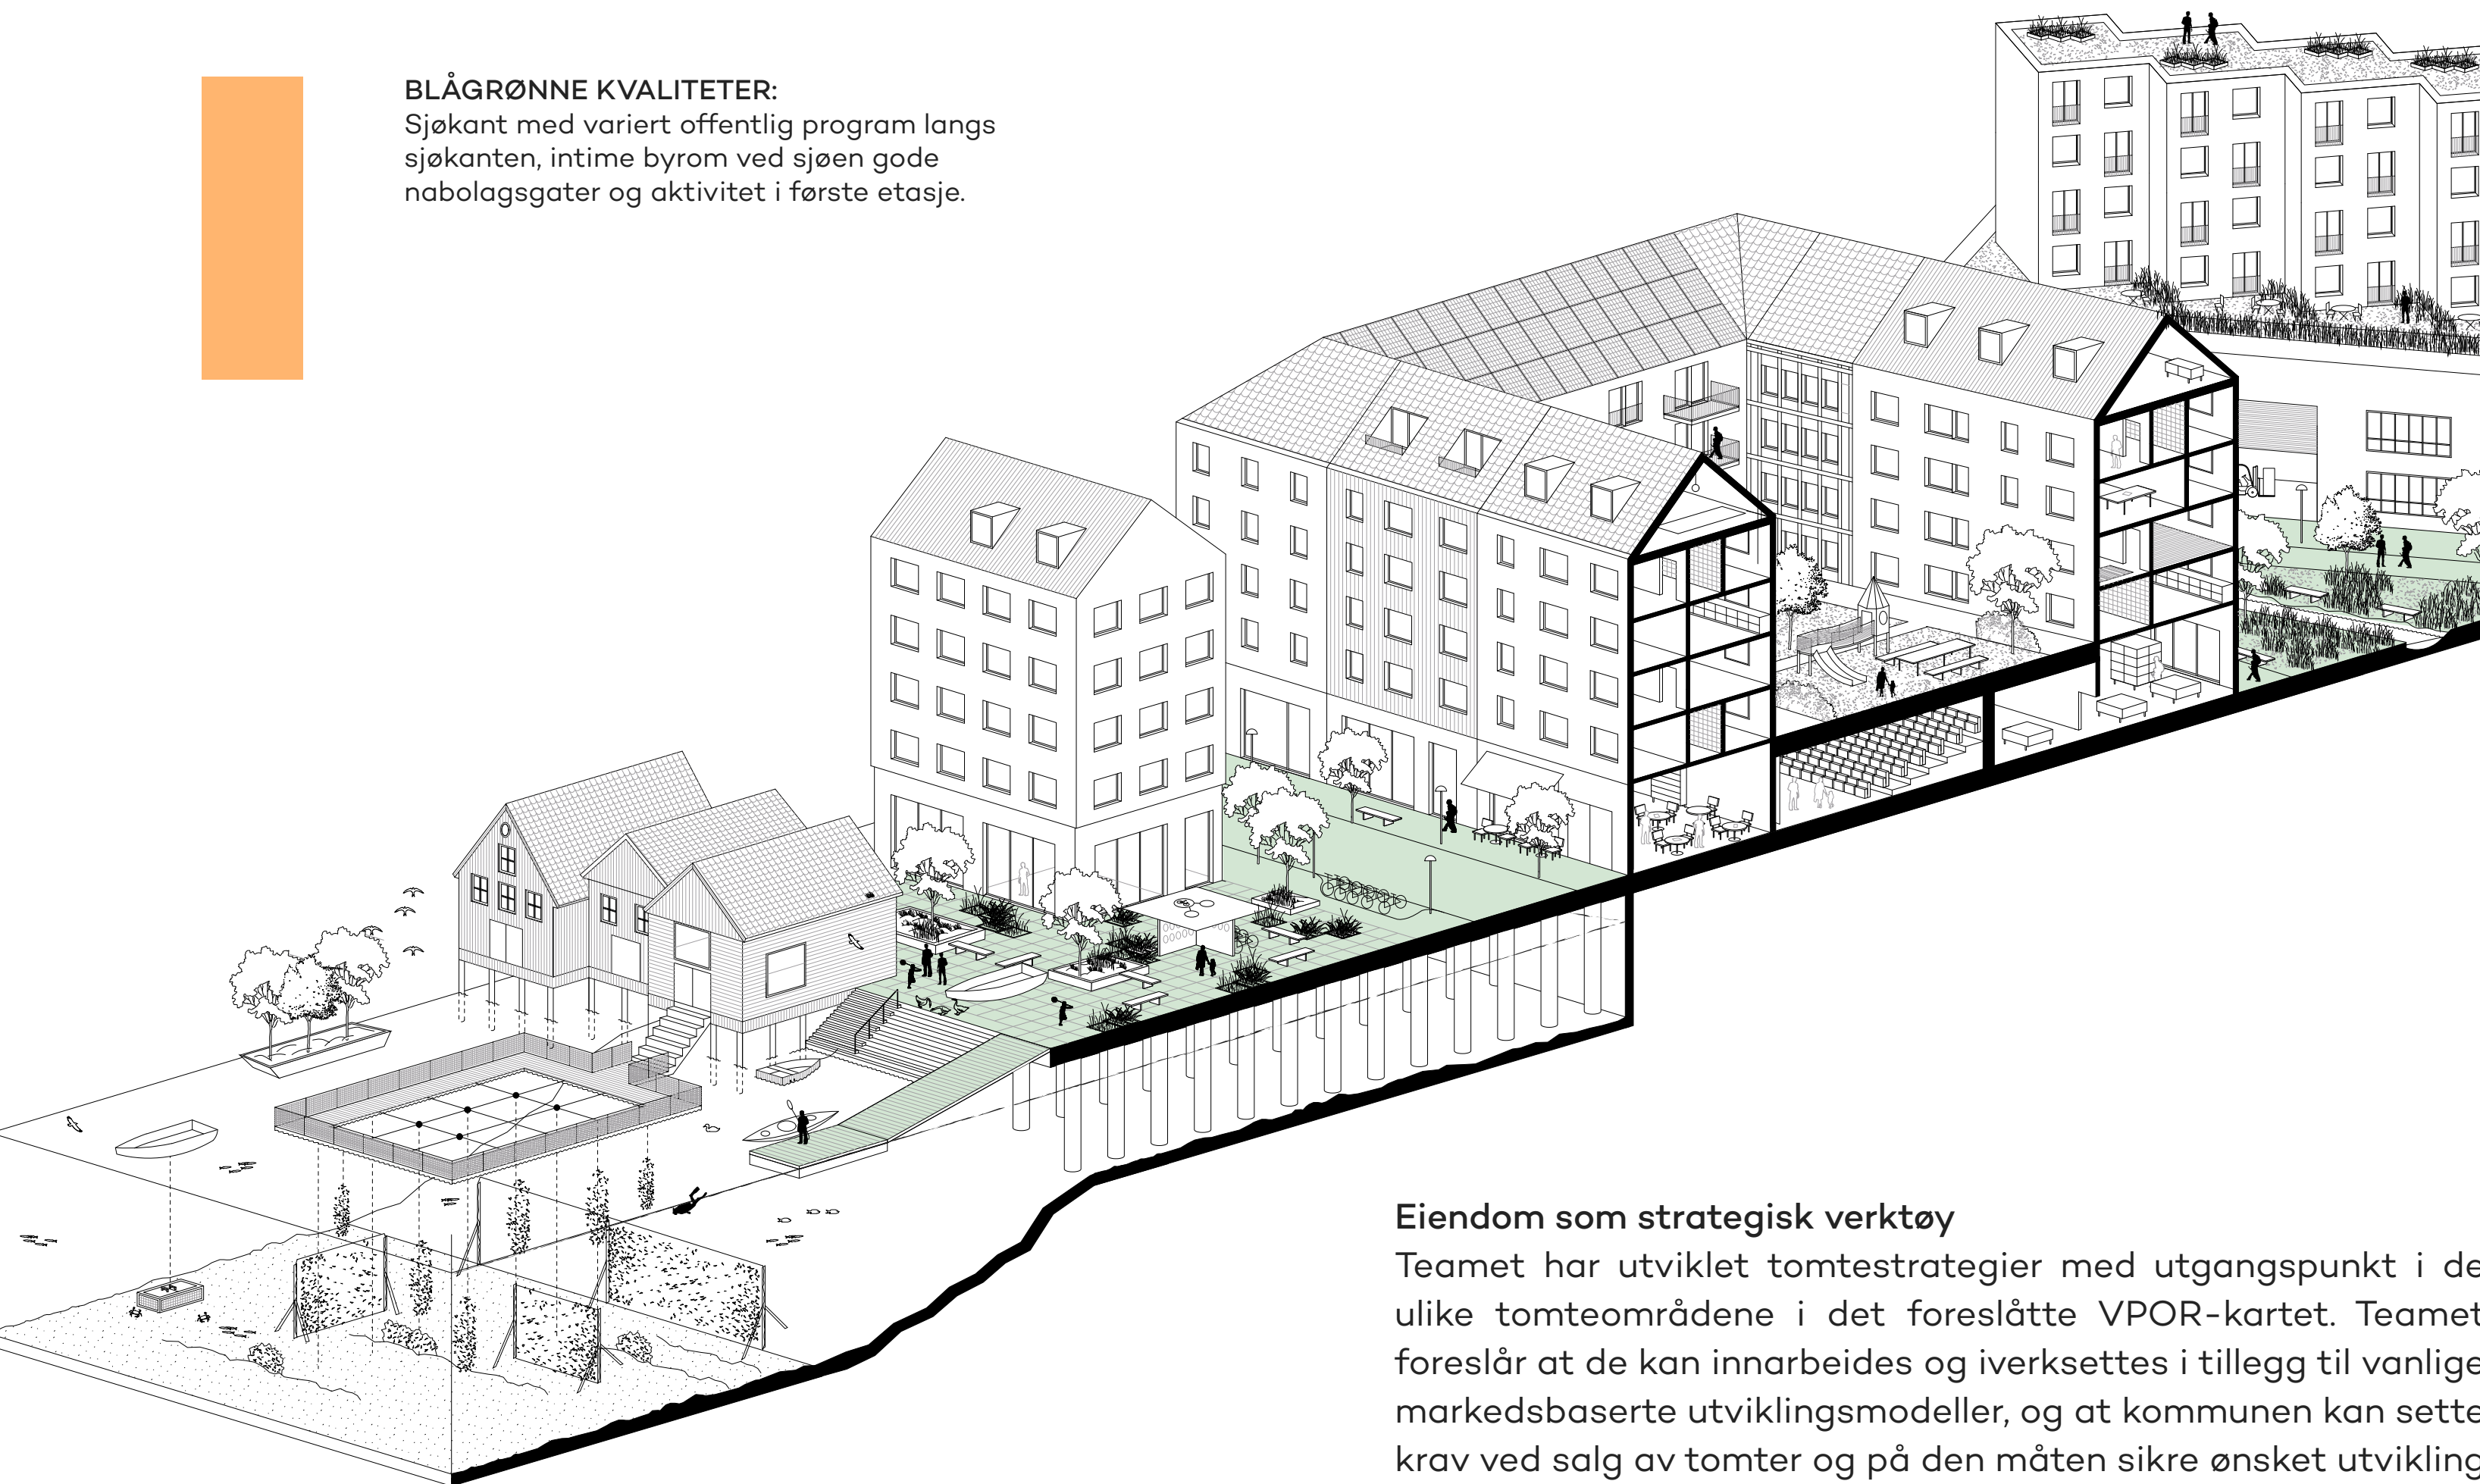 BLÅGRØNNE KVALITETER:
Sjøkant med variert offentlig program langs
sjøkanten, intime byrom ved sjøen gode
nabolagsgater og aktivitet i første etasje.
Eiendom som strategisk verktøy
Teamet har utviklet tomtestrategier med utgangspunkt i de
ulike tomteområdene i det foreslåtte VPOR-kartet. Teamet
foreslår at de kan innarbeides og iverksettes i tillegg til vanlige
markedsbaserte utviklingsmodeller, og at kommunen kan sette
krav ved salg av tomter og på den måten sikre ønsket utvikling